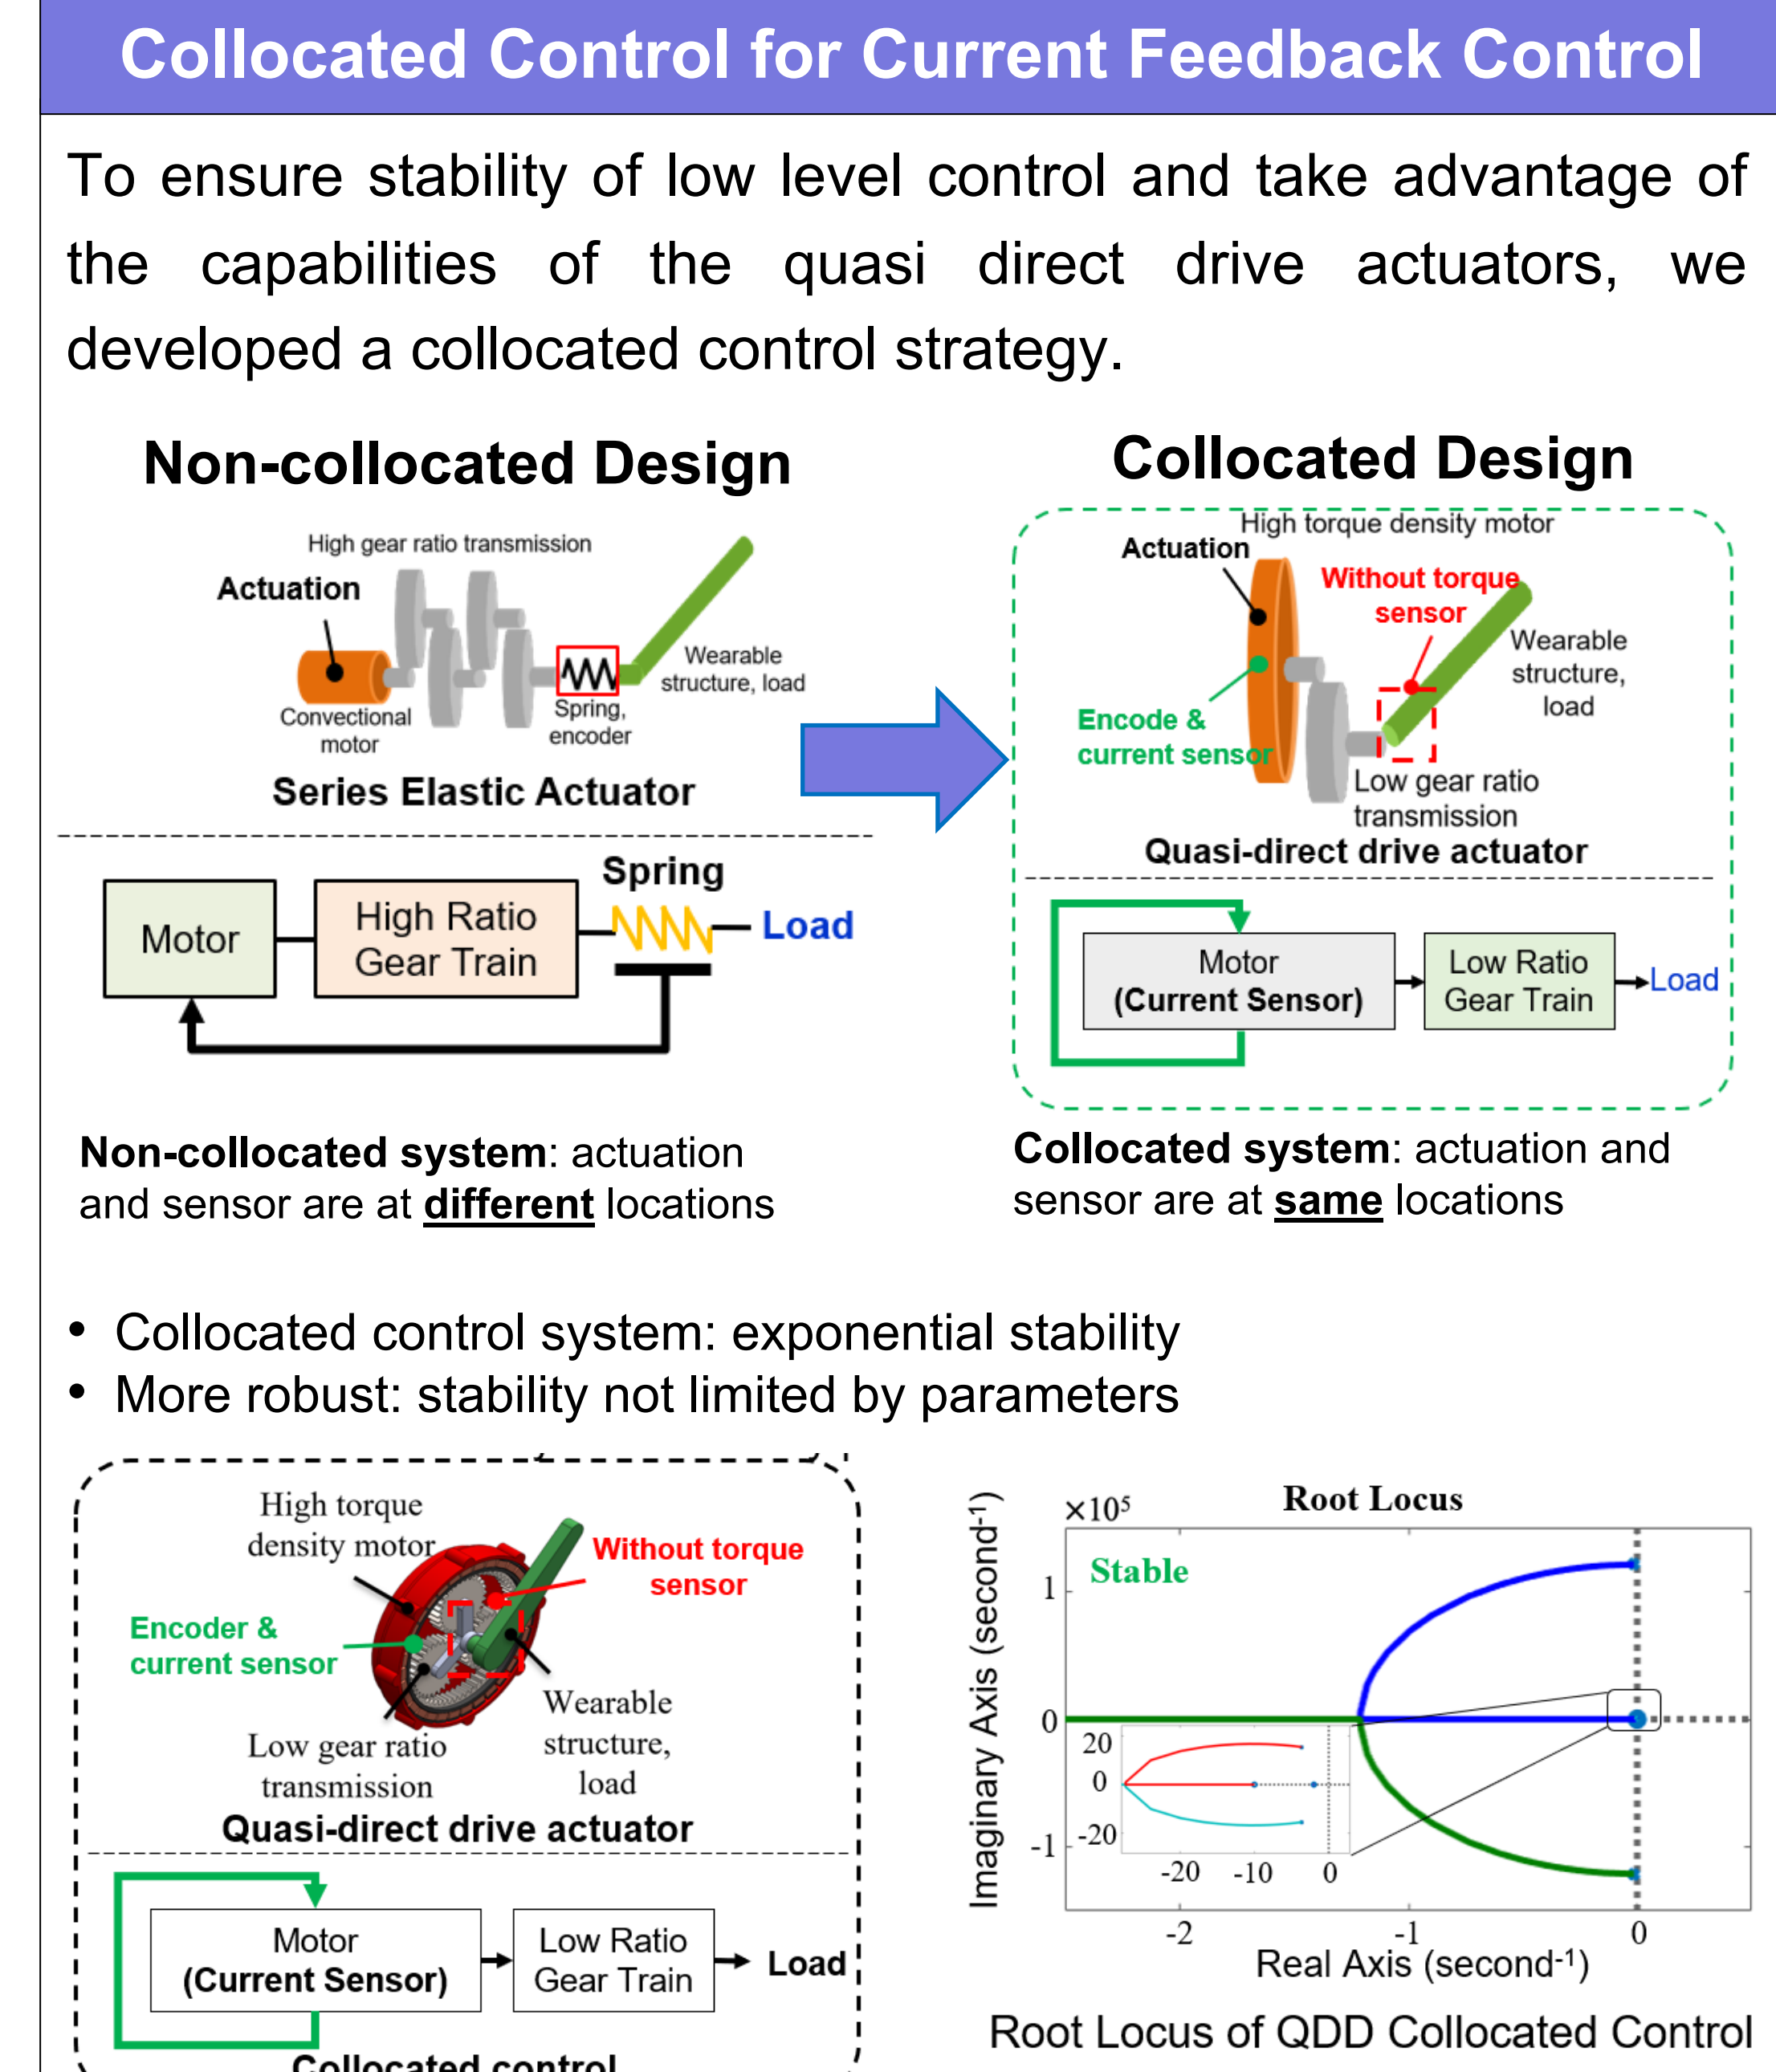 Collocated Control for Current Feedback Control
To ensure stability of low level control and take advantage of
the capabilities of the quasi direct drive actuators, we
developed a collocated control strategy.
Non-collocated Design
High gear ratio transmission
Actuation
Convectional
motor
Spring,
encoder
Wearable
structure, load
Series Elastic Actuator
Motor
High Ratio
Gear Train
Spring
Load
Non-collocated system: actuation
and sensor are at different locations
Collocated Design
High torque density motor
Actuation
Without torque
sensor
Wearable
structure,
load
Encode &
current sensor
Low gear ratio
transmission
Quasi-direct drive actuator
Motor
(Current Sensor)
Low Ratio
Gear Train
Load
Collocated system: actuation and
sensor are at same locations
• Collocated control system: exponential stability
• More robust: stability not limited by parameters
High torque
density motor
Without torque
sensor
Encoder &
current sensor
Wearable
structure,
load
Low gear ratio
transmission
Quasi-direct drive actuator
Motor
(Current Sensor)
Low Ratio
Gear Train
Load
Collocated control
×10⁵
Root Locus
Stable
Imaginary Axis (second⁻¹)
1
0
-1
20
0
-20
-20 -10 0
-2 -1 0
Real Axis (second⁻¹)
Root Locus of QDD Collocated Control